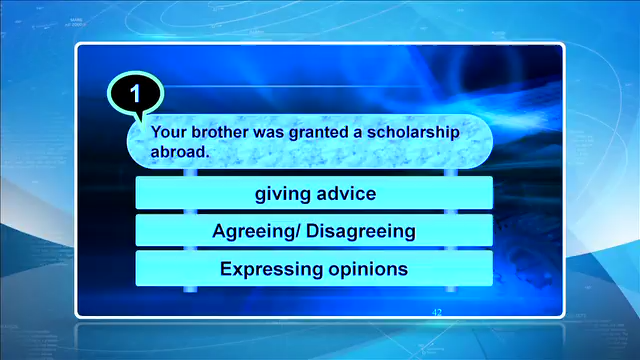 1
Your brother was granted a scholarship
abroad.
giving advice
Agreeing/ Disagreeing
Expressing opinions
42